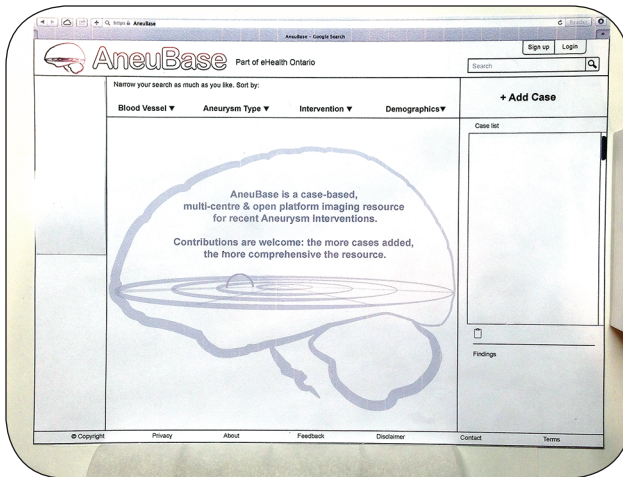 https AneuBase
Reader
AneuBase – Google Search
Sign up Login
AneuBase Part of eHealth Ontario
Search
Narrow your search as much as you like. Sort by:
+ Add Case
Blood Vessel ▼ Aneurysm Type ▼ Intervention ▼ Demographics▼
Case list
AneuBase is a case-based,
multi-centre & open platform imaging resource
for recent Aneurysm Interventions.
Contributions are welcome: the more cases added,
the more comprehensive the resource.
Findings
© Copyright Privacy About Feedback Disclaimer Contact Terms